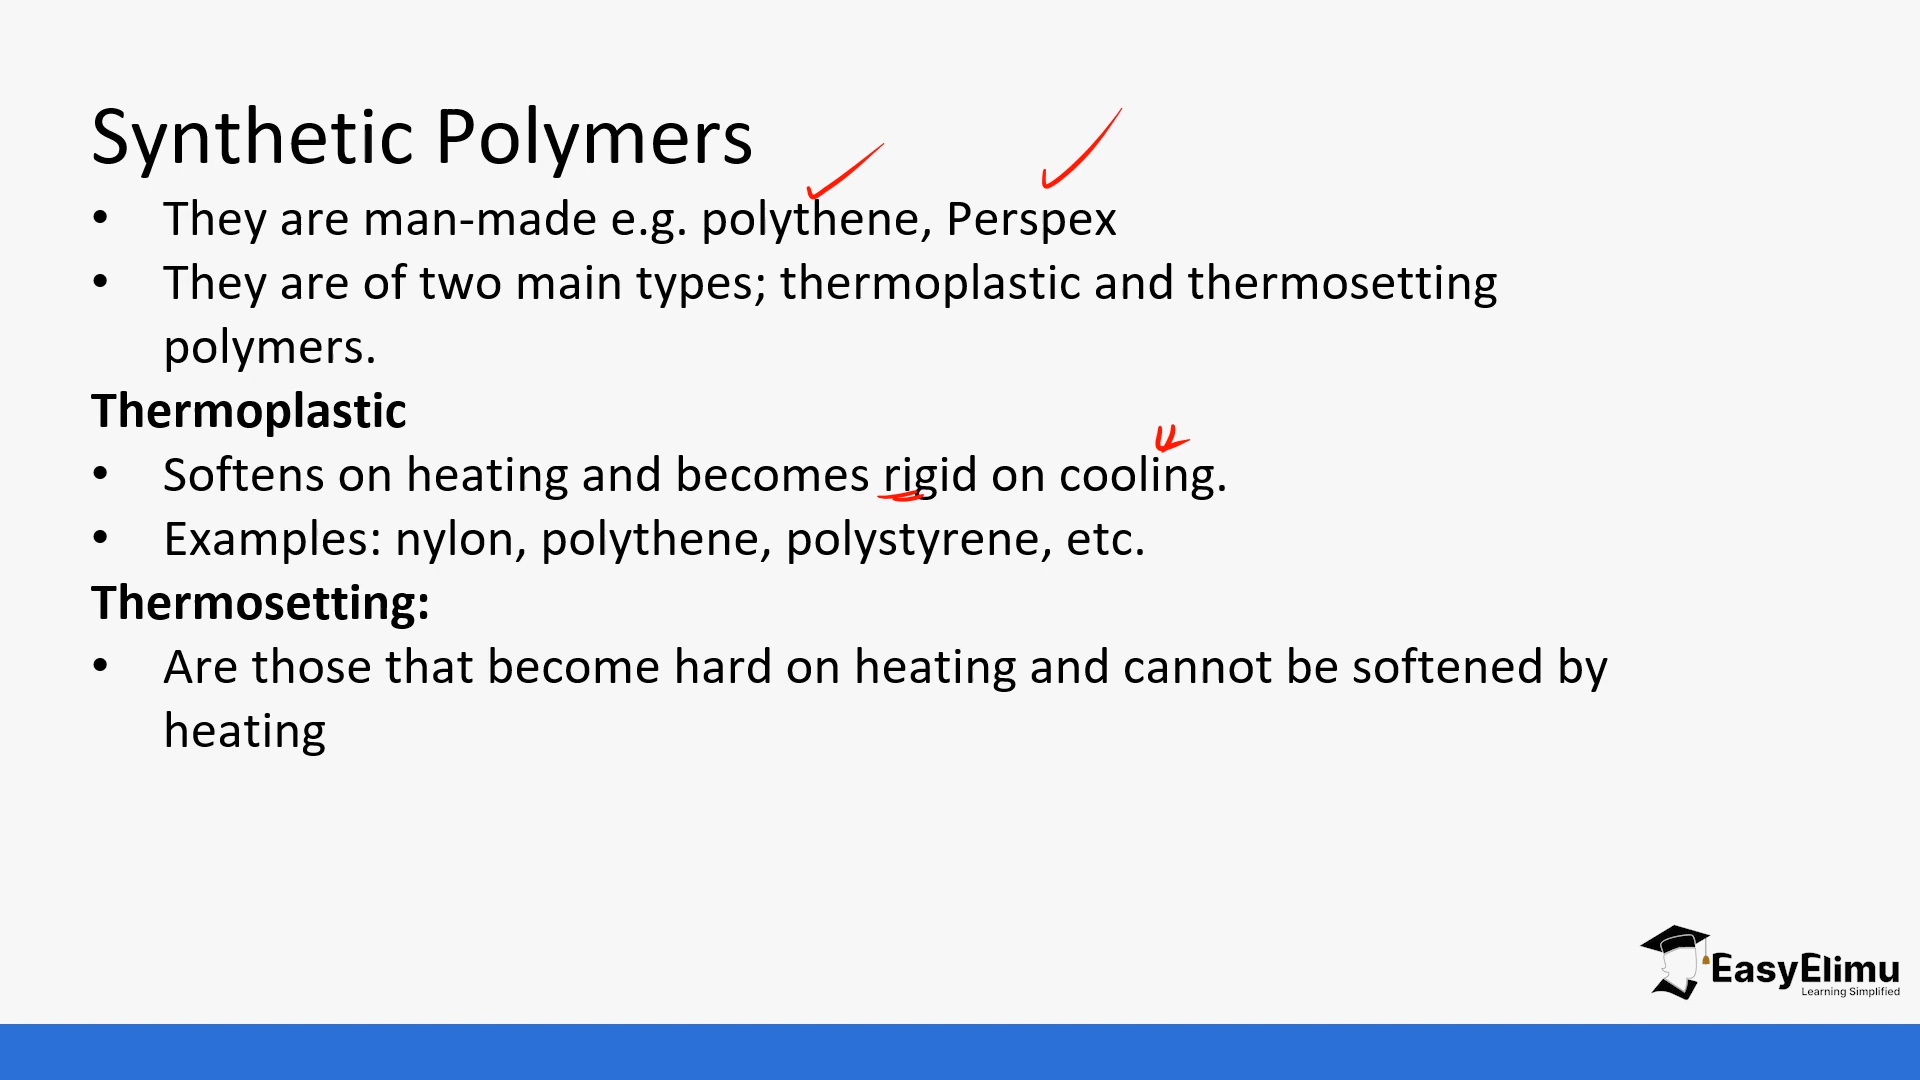 Synthetic Polymers
• They are man-made e.g. polythene, Perspex
• They are of two main types; thermoplastic and thermosetting
polymers.
Thermoplastic
• Softens on heating and becomes rigid on cooling.
• Examples: nylon, polythene, polystyrene, etc.
Thermosetting:
• Are those that become hard on heating and cannot be softened by
heating
EasyElimu
Learning Simplified